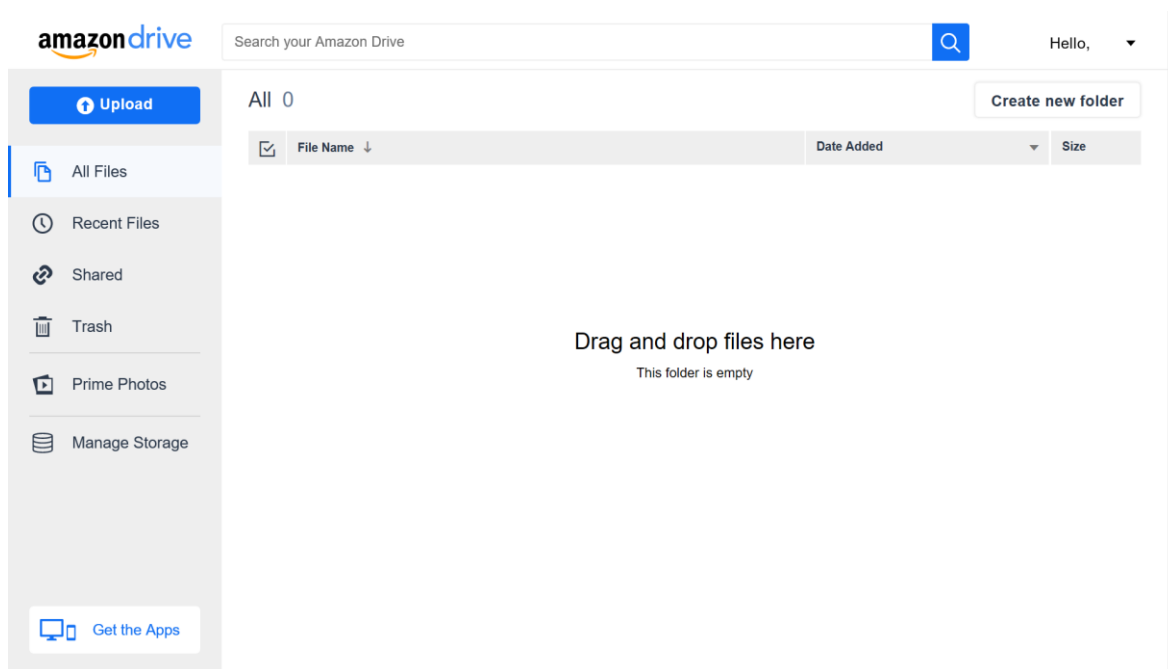 amazon drive
Search your Amazon Drive
Hello,
Upload
All 0
Create new folder
File Name
Date Added
Size
All Files
Recent Files
Shared
Trash
Prime Photos
Manage Storage
Drag and drop files here
This folder is empty
Get the Apps